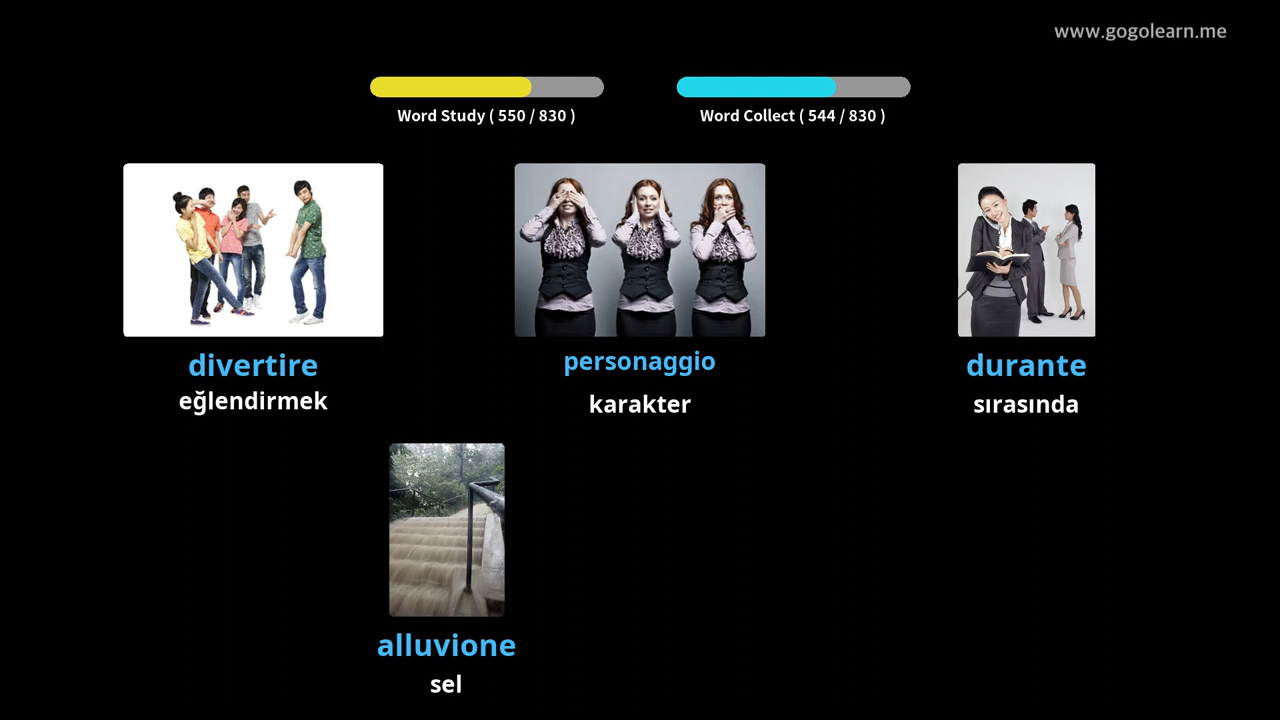 www.gogolearn.me
Word Study ( 550 / 830 )
Word Collect ( 544 / 830 )
divertire
eğlendirmek
personaggio
karakter
durante
sırasında
alluvione
sel